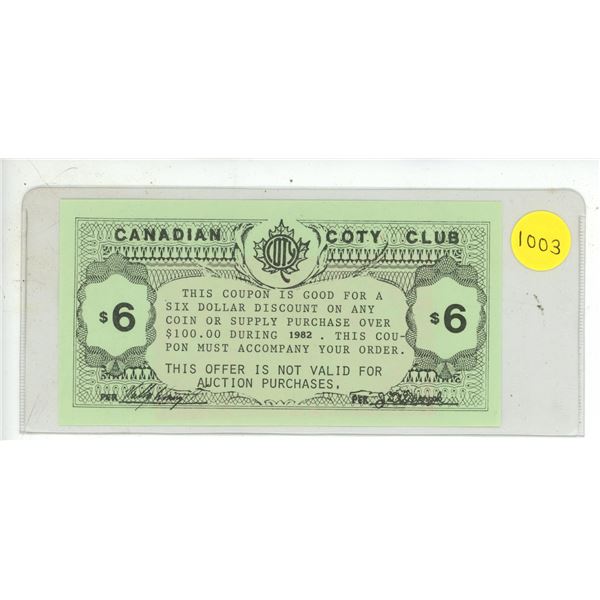 CANADIAN COTY CLUB
COTY
1003
THIS COUPON IS GOOD FOR A
SIX DOLLAR DISCOUNT ON ANY
COIN OR SUPPLY PURCHASE OVER
$100.00 DURING 1982 . THIS COU-
PON MUST ACCOMPANY YOUR ORDER.
THIS OFFER IS NOT VALID FOR
AUCTION PURCHASES.
$6
$6
PER
PER